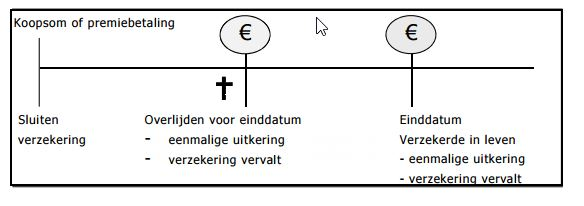 Koopsom of premiebetaling
€ €
Sluiten
verzekering
Overlijden voor einddatum
- eenmalige uitkering
- verzekering vervalt
Einddatum
Verzekerde in leven
- eenmalige uitkering
- verzekering vervalt